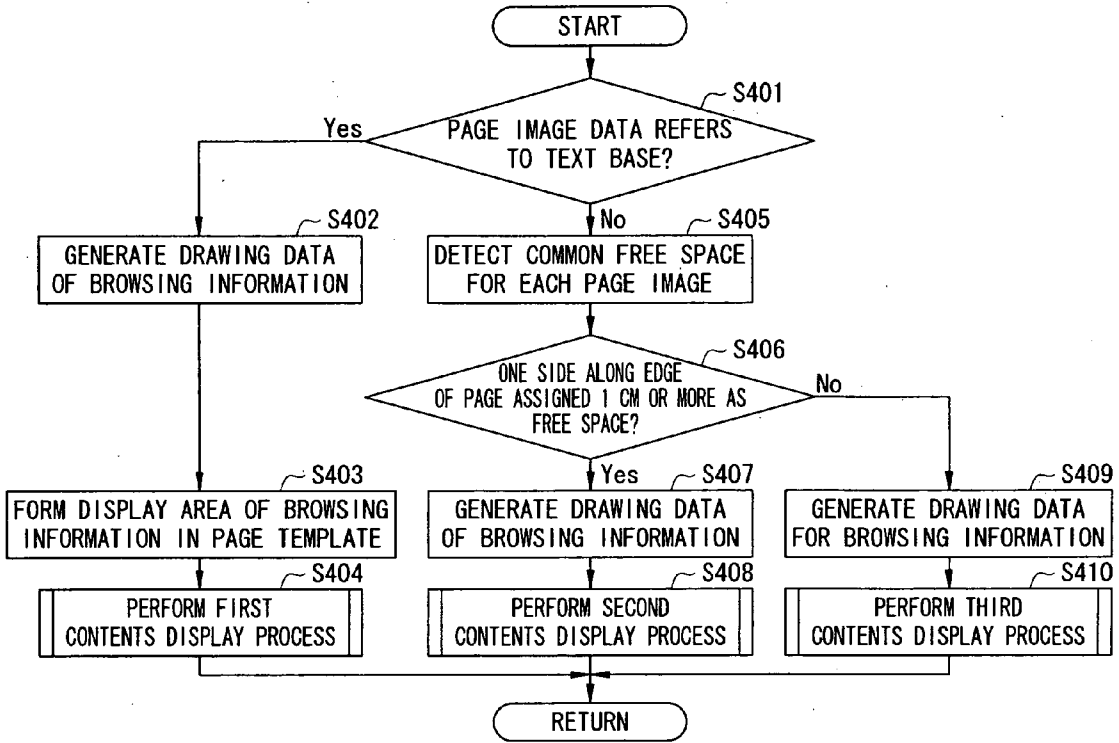 START
S401
PAGE IMAGE DATA REFERS
TO TEXT BASE?
Yes
No
S402
GENERATE DRAWING DATA
OF BROWSING INFORMATION
S405
DETECT COMMON FREE SPACE
FOR EACH PAGE IMAGE
S406
ONE SIDE ALONG EDGE
OF PAGE ASSIGNED 1 CM OR MORE AS
FREE SPACE?
No
Yes
S403
FORM DISPLAY AREA OF BROWSING
INFORMATION IN PAGE TEMPLATE
S407
GENERATE DRAWING DATA
OF BROWSING INFORMATION
S409
GENERATE DRAWING DATA
FOR BROWSING INFORMATION
S404
PERFORM FIRST
CONTENTS DISPLAY PROCESS
S408
PERFORM SECOND
CONTENTS DISPLAY PROCESS
S410
PERFORM THIRD
CONTENTS DISPLAY PROCESS
RETURN